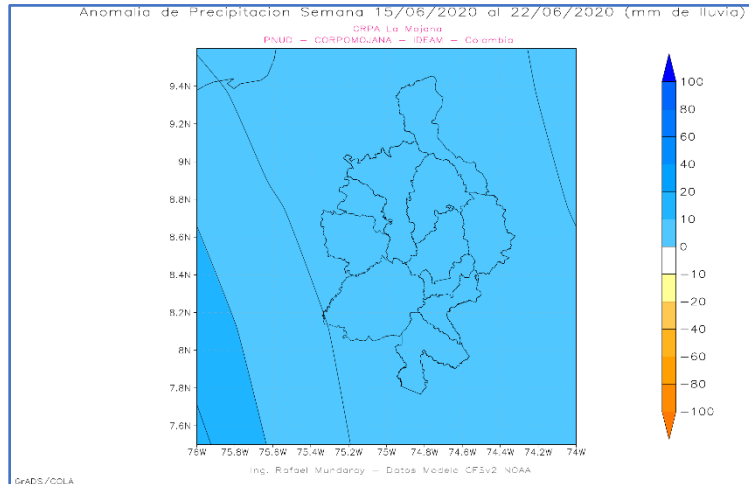 Anomalia de Precipitacion Semana 15/06/2020 al 22/06/2020 (mm de lluvia)
CRPA La Mojana
PNUD – CORPOMOJANA – IDEAM – Colombia
9.4N
9.2N
9N
8.8N
8.6N
8.4N
8.2N
8N
7.8N
7.6N
76W 75.8W 75.6W 75.4W 75.2W 75W 74.8W 74.6W 74.4W 74.2W 74W
100
80
60
40
20
10
0
−10
−20
−40
−60
−80
−100
Ing. Rafael Mundaray – Datos Modelo CFSv2 NOAA
GrADS/COLA